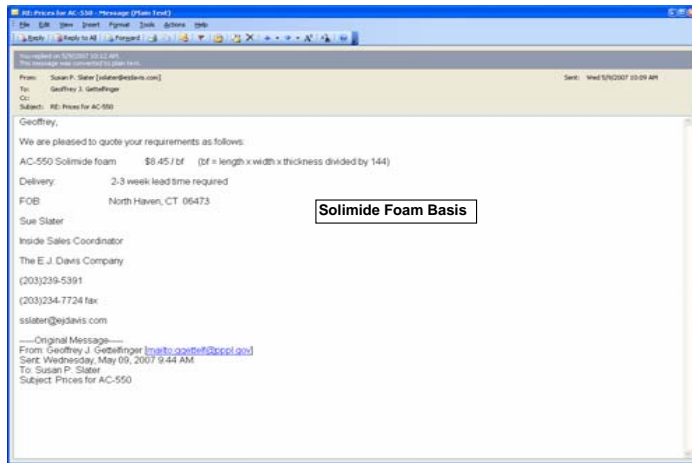 RE: Prices for AC-550 - Message (Plain Text)
File Edit View Insert Format Tools Actions Help
Reply Reply to All Forward
You replied on 5/9/2007 10:12 AM.
This message was converted to plain text.
From: Susan P. Slater [sslater@ejdavis.com] Sent: Wed 5/9/2007 10:09 AM
To: Geoffrey J. Gettelfinger
Cc:
Subject: RE: Prices for AC-550
Geoffrey,
We are pleased to quote your requirements as follows:
AC-550 Solimide foam $8.45 / bf (bf = length x width x thickness divided by 144)
Delivery: 2-3 week lead time required
FOB: North Haven, CT 06473
Solimide Foam Basis
Sue Slater
Inside Sales Coordinator
The E.J. Davis Company
(203)239-5391
(203)234-7724 fax
sslater@ejdavis.com
-----Original Message-----
From: Geoffrey J. Gettelfinger [mailto:ggettelf@pppl.gov]
Sent: Wednesday, May 09, 2007 9:44 AM
To: Susan P. Slater
Subject: Prices for AC-550